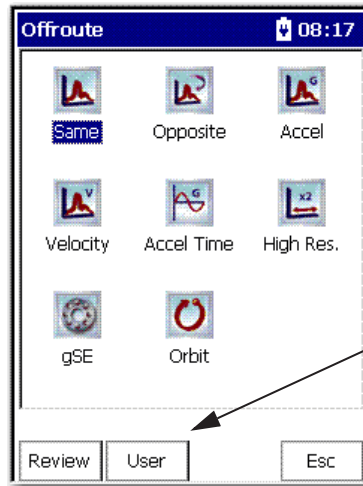 Offroute 08:17
Same Opposite Accel
Velocity Accel Time High Res.
gSE Orbit
Review User Esc